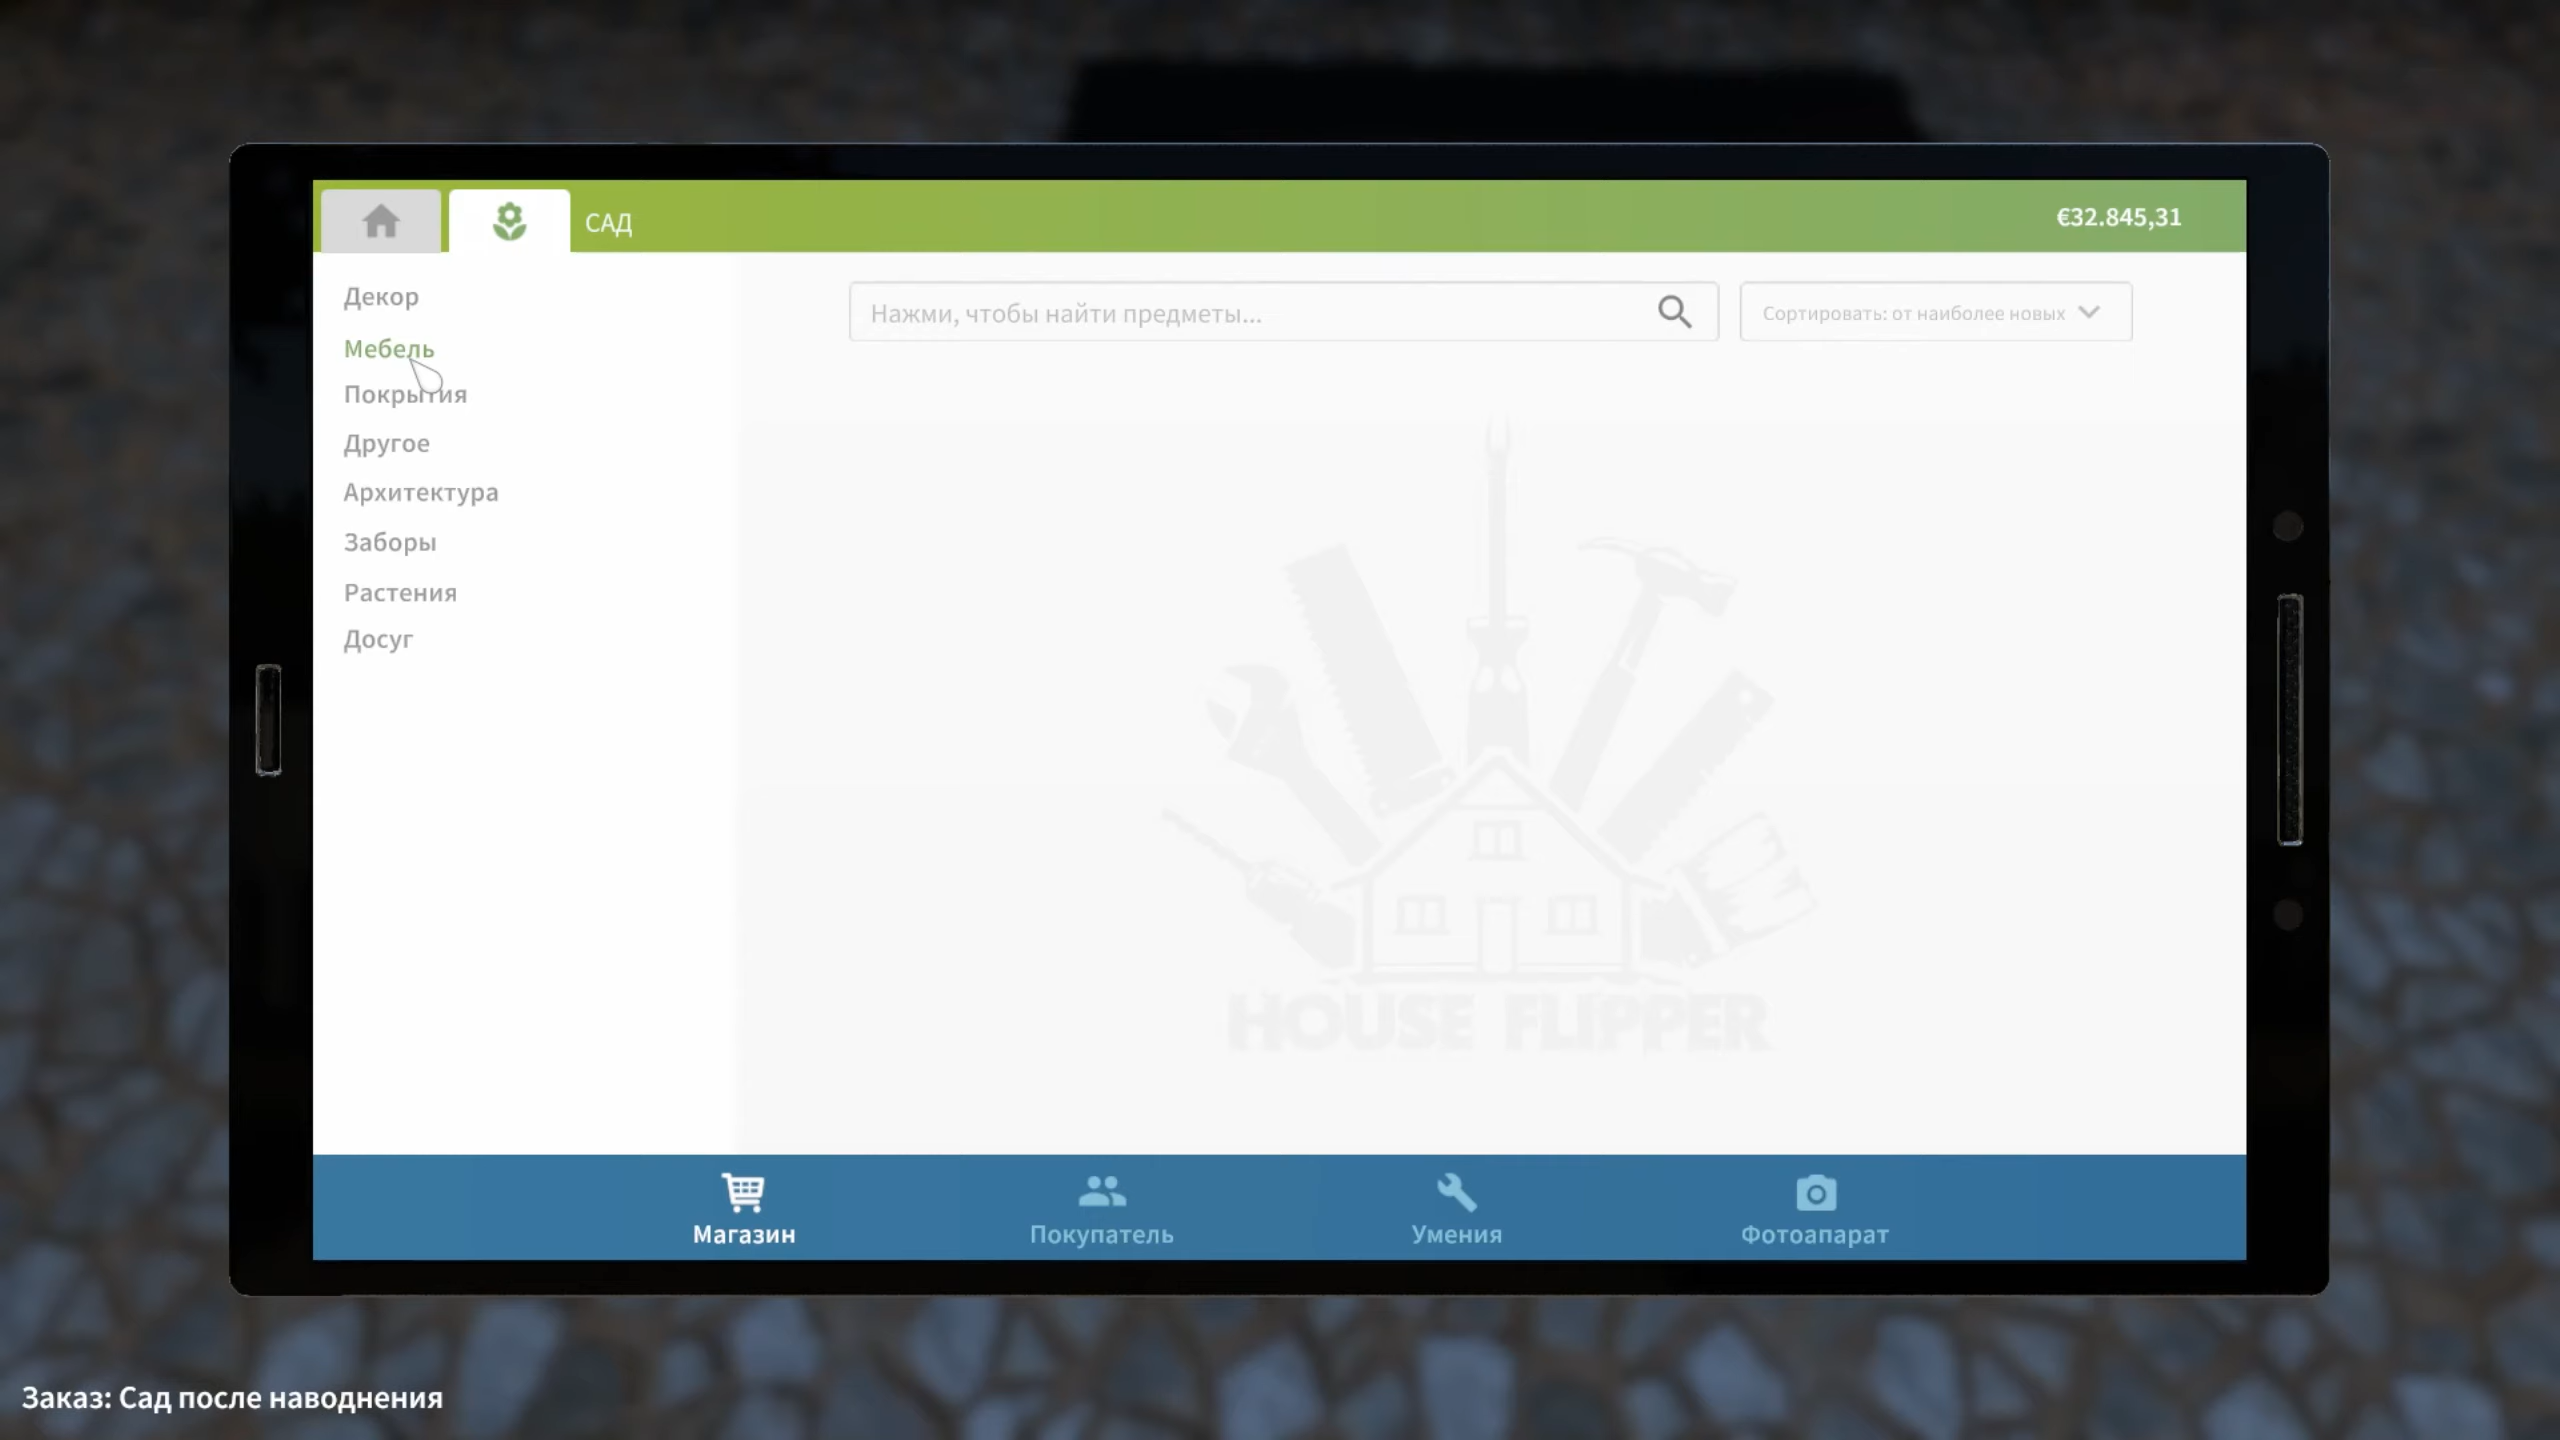 САД
€32.845,31
Декор
Мебель
Покрытия
Другое
Архитектура
Заборы
Растения
Досуг
Нажми, чтобы найти предметы...
Сортировать: от наиболее новых
HOUSE FLIPPER
Магазин
Покупатель
Умения
Фотоапарат
Заказ: Сад после наводнения